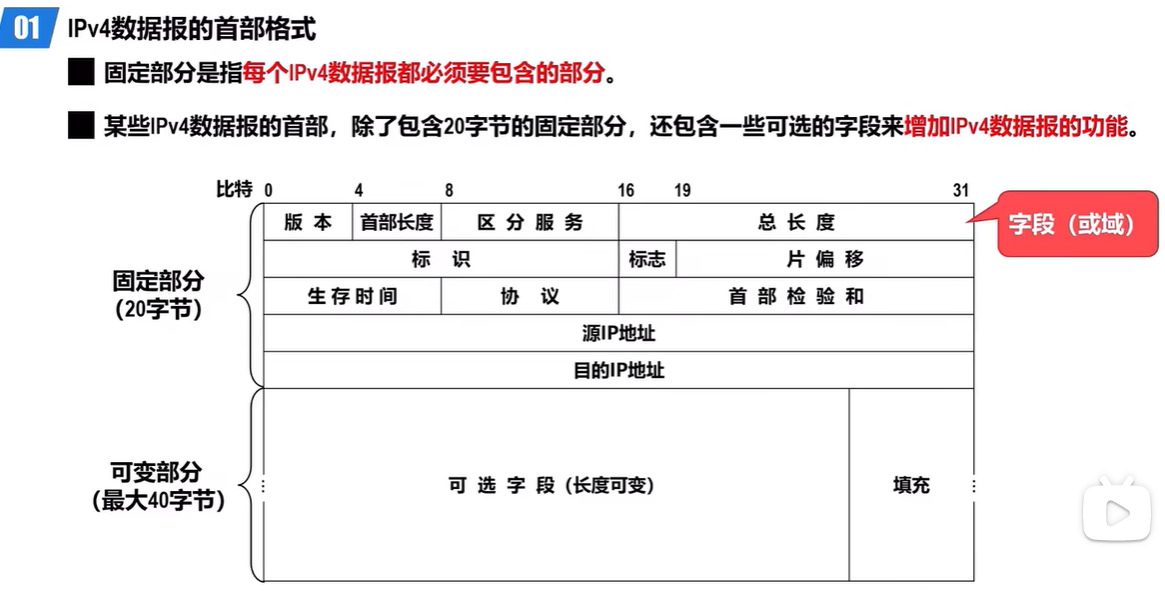 01 IPv4数据报的首部格式
固定部分是指每个IPv4数据报都必须要包含的部分。
某些IPv4数据报的首部，除了包含20字节的固定部分，还包含一些可选的字段来增加IPv4数据报的功能。
比特 0 4 8 16 19 31
版 本 首部长度 区 分 服 务 总 长 度
字段（或域）
标 识 标志 片 偏 移
固定部分
（20字节）
生存时间 协 议 首 部 检 验 和
源IP地址
目的IP地址
可变部分
（最大40字节）
可 选 字 段（长度可变） 填充